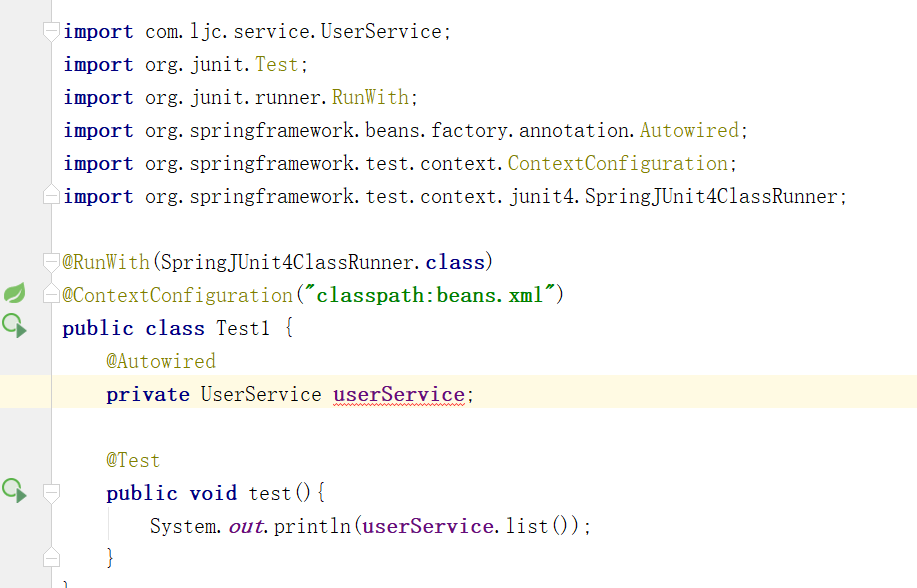 import com.ljc.service.UserService;
import org.junit.Test;
import org.junit.runner.RunWith;
import org.springframework.beans.factory.annotation.Autowired;
import org.springframework.test.context.ContextConfiguration;
import org.springframework.test.context.junit4.SpringJUnit4ClassRunner;
@RunWith(SpringJUnit4ClassRunner.class)
@ContextConfiguration("classpath:beans.xml")
public class Test1 {
@Autowired
private UserService userService;
@Test
public void test(){
System.out.println(userService.list());
}
}